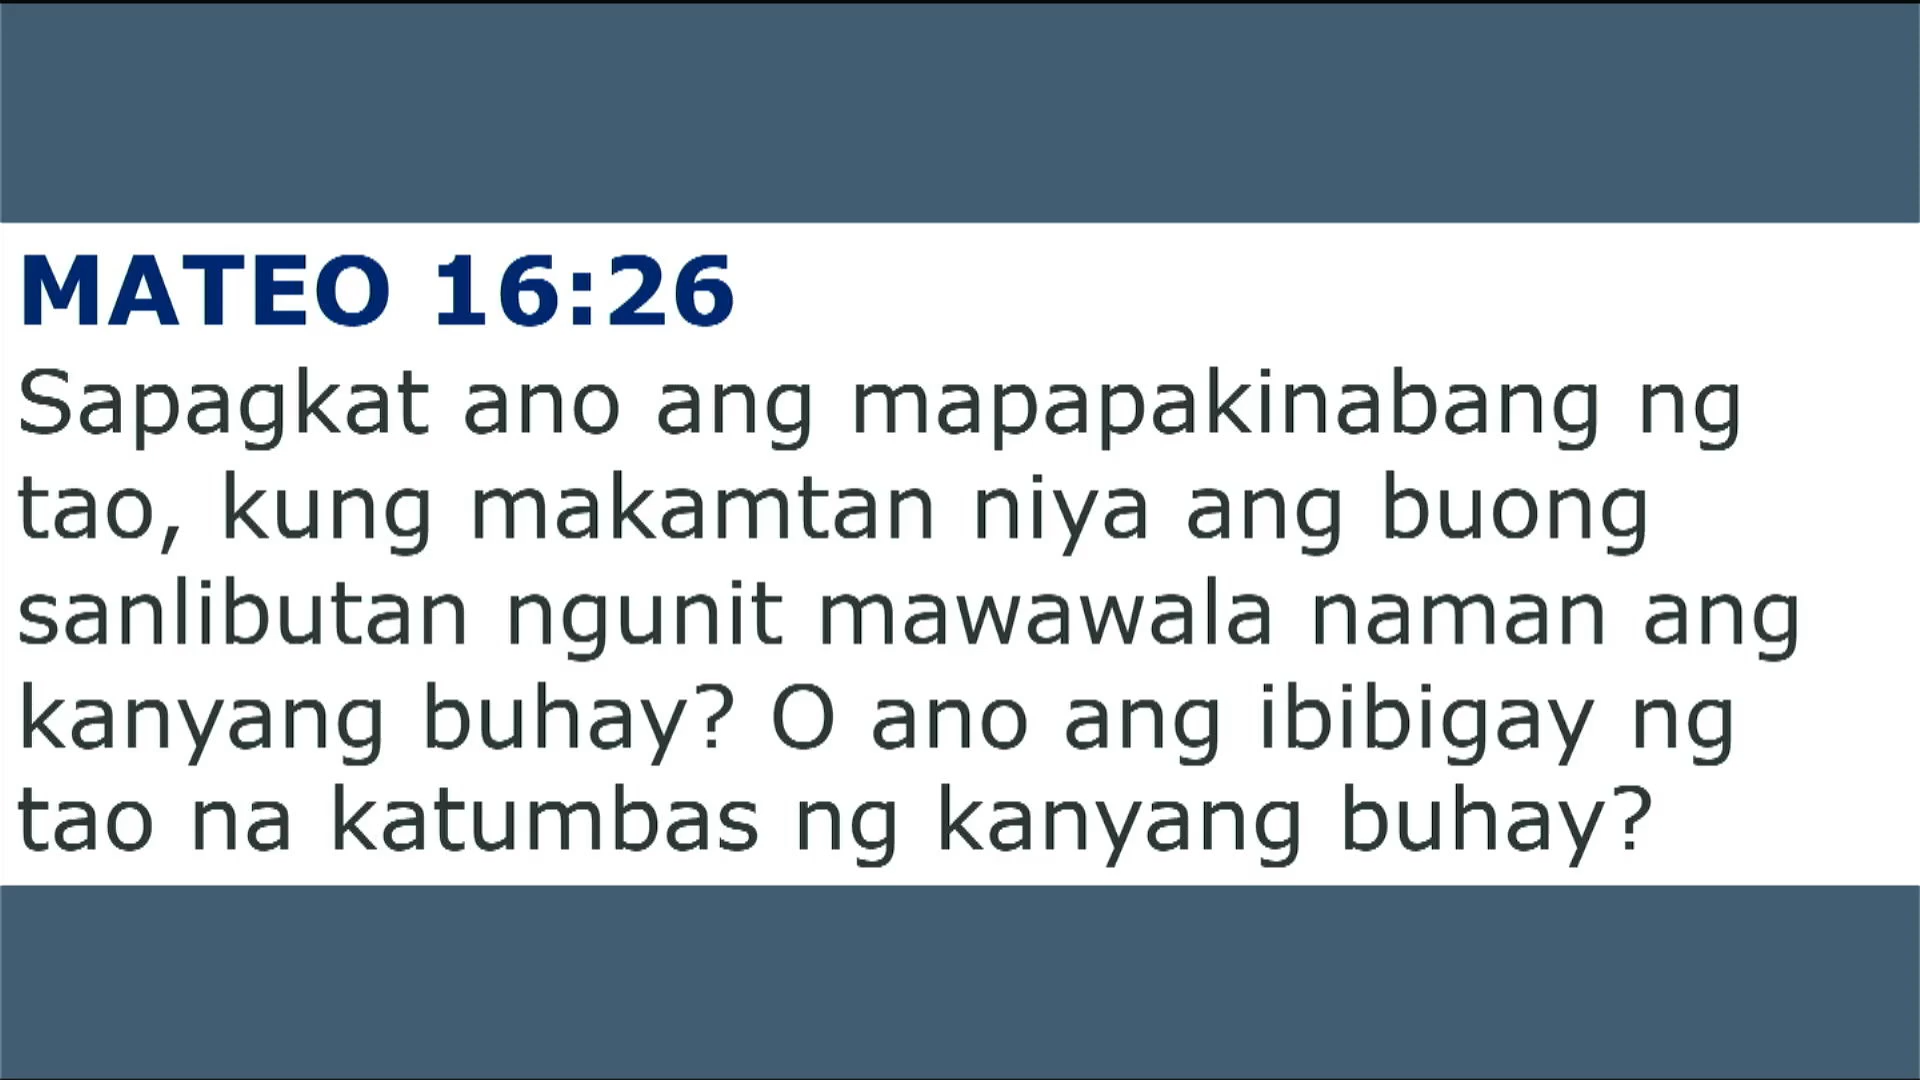 MATEO 16:26
Sapagkat ano ang mapapakinabang ng
tao, kung makamtan niya ang buong
sanlibutan ngunit mawawala naman ang
kanyang buhay? O ano ang ibibigay ng
tao na katumbas ng kanyang buhay?